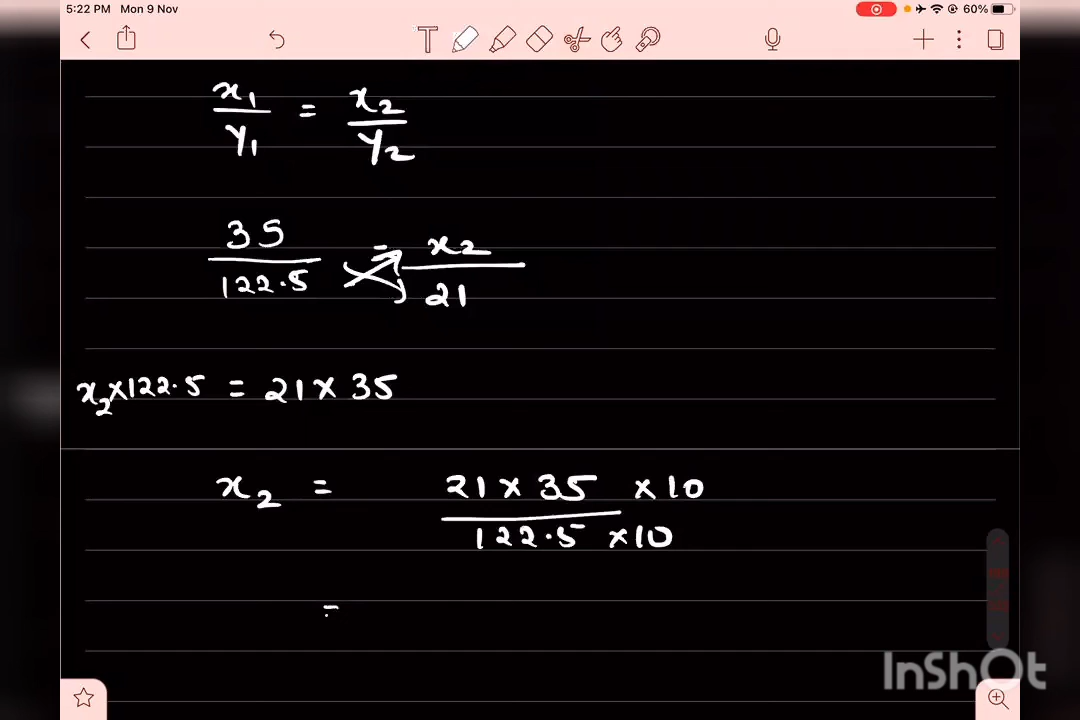 5:22 PM Mon 9 Nov 60%
x₁/y₁ = x₂/y₂
35/122.5 = x₂/21
x₂ × 122.5 = 21 × 35
x₂ = 21 × 35 × 10 / 122.5 × 10
=
InShOt